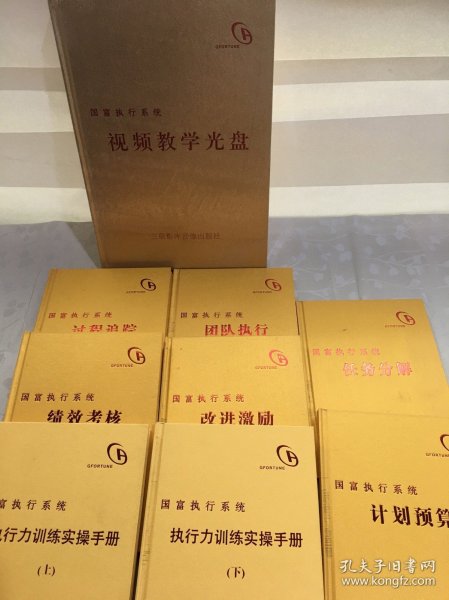 GFORTUNE
国富执行系统
视频教学光盘
GFORTUNE
国富执行系统
过程追踪
GFORTUNE
国富执行系统
团队执行
GFORTUNE
国富执行系统
任务分解
GFORTUNE
国富执行系统
绩效考核
GFORTUNE
国富执行系统
改进激励
GFORTUNE
富执行系统
执行力训练实操手册
(上)
GFORTUNE
国富执行系统
执行力训练实操手册
(下)
GFORTUNE
国富执行系统
计划预算
孔夫子旧书网
www.kongfz.com